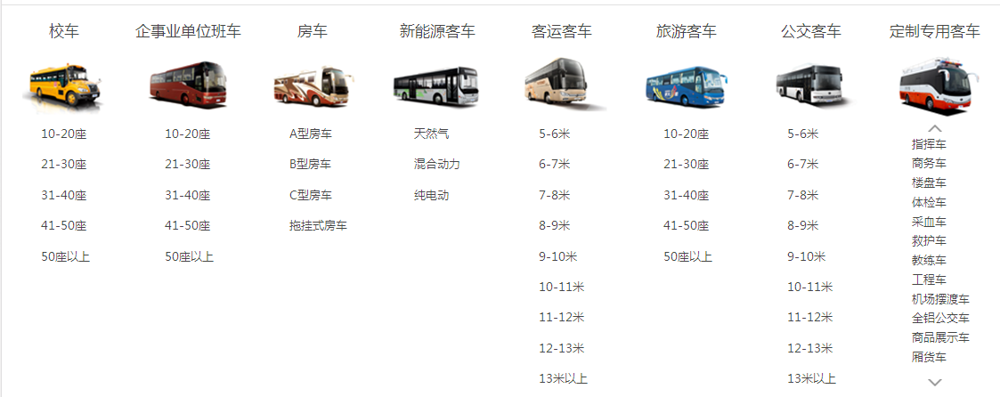 校车
企事业单位班车
房车
新能源客车
客运客车
旅游客车
公交客车
定制专用客车
10-20座
21-30座
31-40座
41-50座
50座以上
10-20座
21-30座
31-40座
41-50座
50座以上
A型房车
B型房车
C型房车
拖挂式房车
天然气
混合动力
纯电动
5-6米
6-7米
7-8米
8-9米
9-10米
10-11米
11-12米
12-13米
13米以上
10-20座
21-30座
31-40座
41-50座
50座以上
5-6米
6-7米
7-8米
8-9米
9-10米
10-11米
11-12米
12-13米
13米以上
指挥车
商务车
楼盘车
体检车
采血车
救护车
教练车
工程车
机场摆渡车
全铝公交车
商品展示车
厢货车